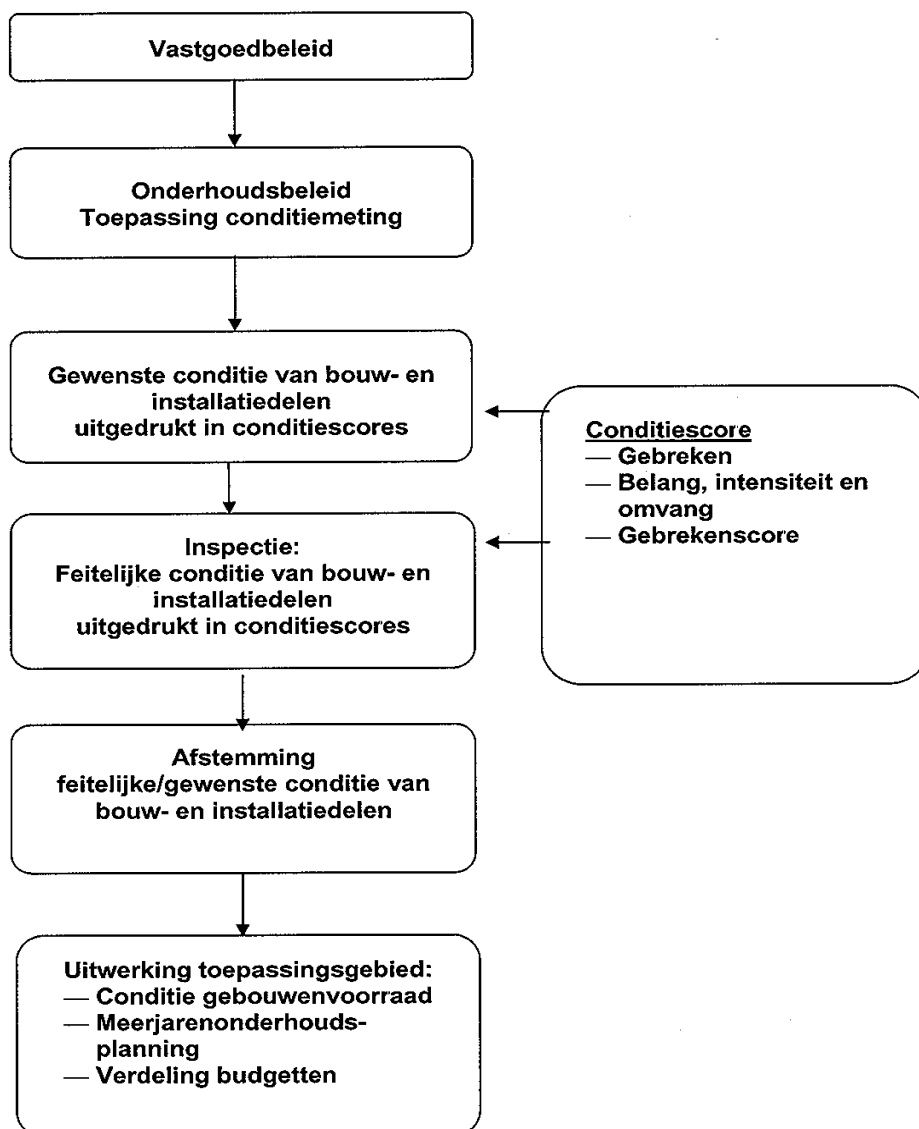 Vastgoedbeleid
Onderhoudsbeleid
Toepassing conditiemeting
Gewenste conditie van bouw- en
installatiedelen
uitgedrukt in conditiescores
Conditiescore
— Gebreken
— Belang, intensiteit en
omvang
— Gebrekenscore
Inspectie:
Feitelijke conditie van bouw- en
installatiedelen
uitgedrukt in conditiescores
Afstemming
feitelijke/gewenste conditie van
bouw- en installatiedelen
Uitwerking toepassingsgebied:
— Conditie gebouwenvoorraad
— Meerjarenonderhouds-
planning
— Verdeling budgetten